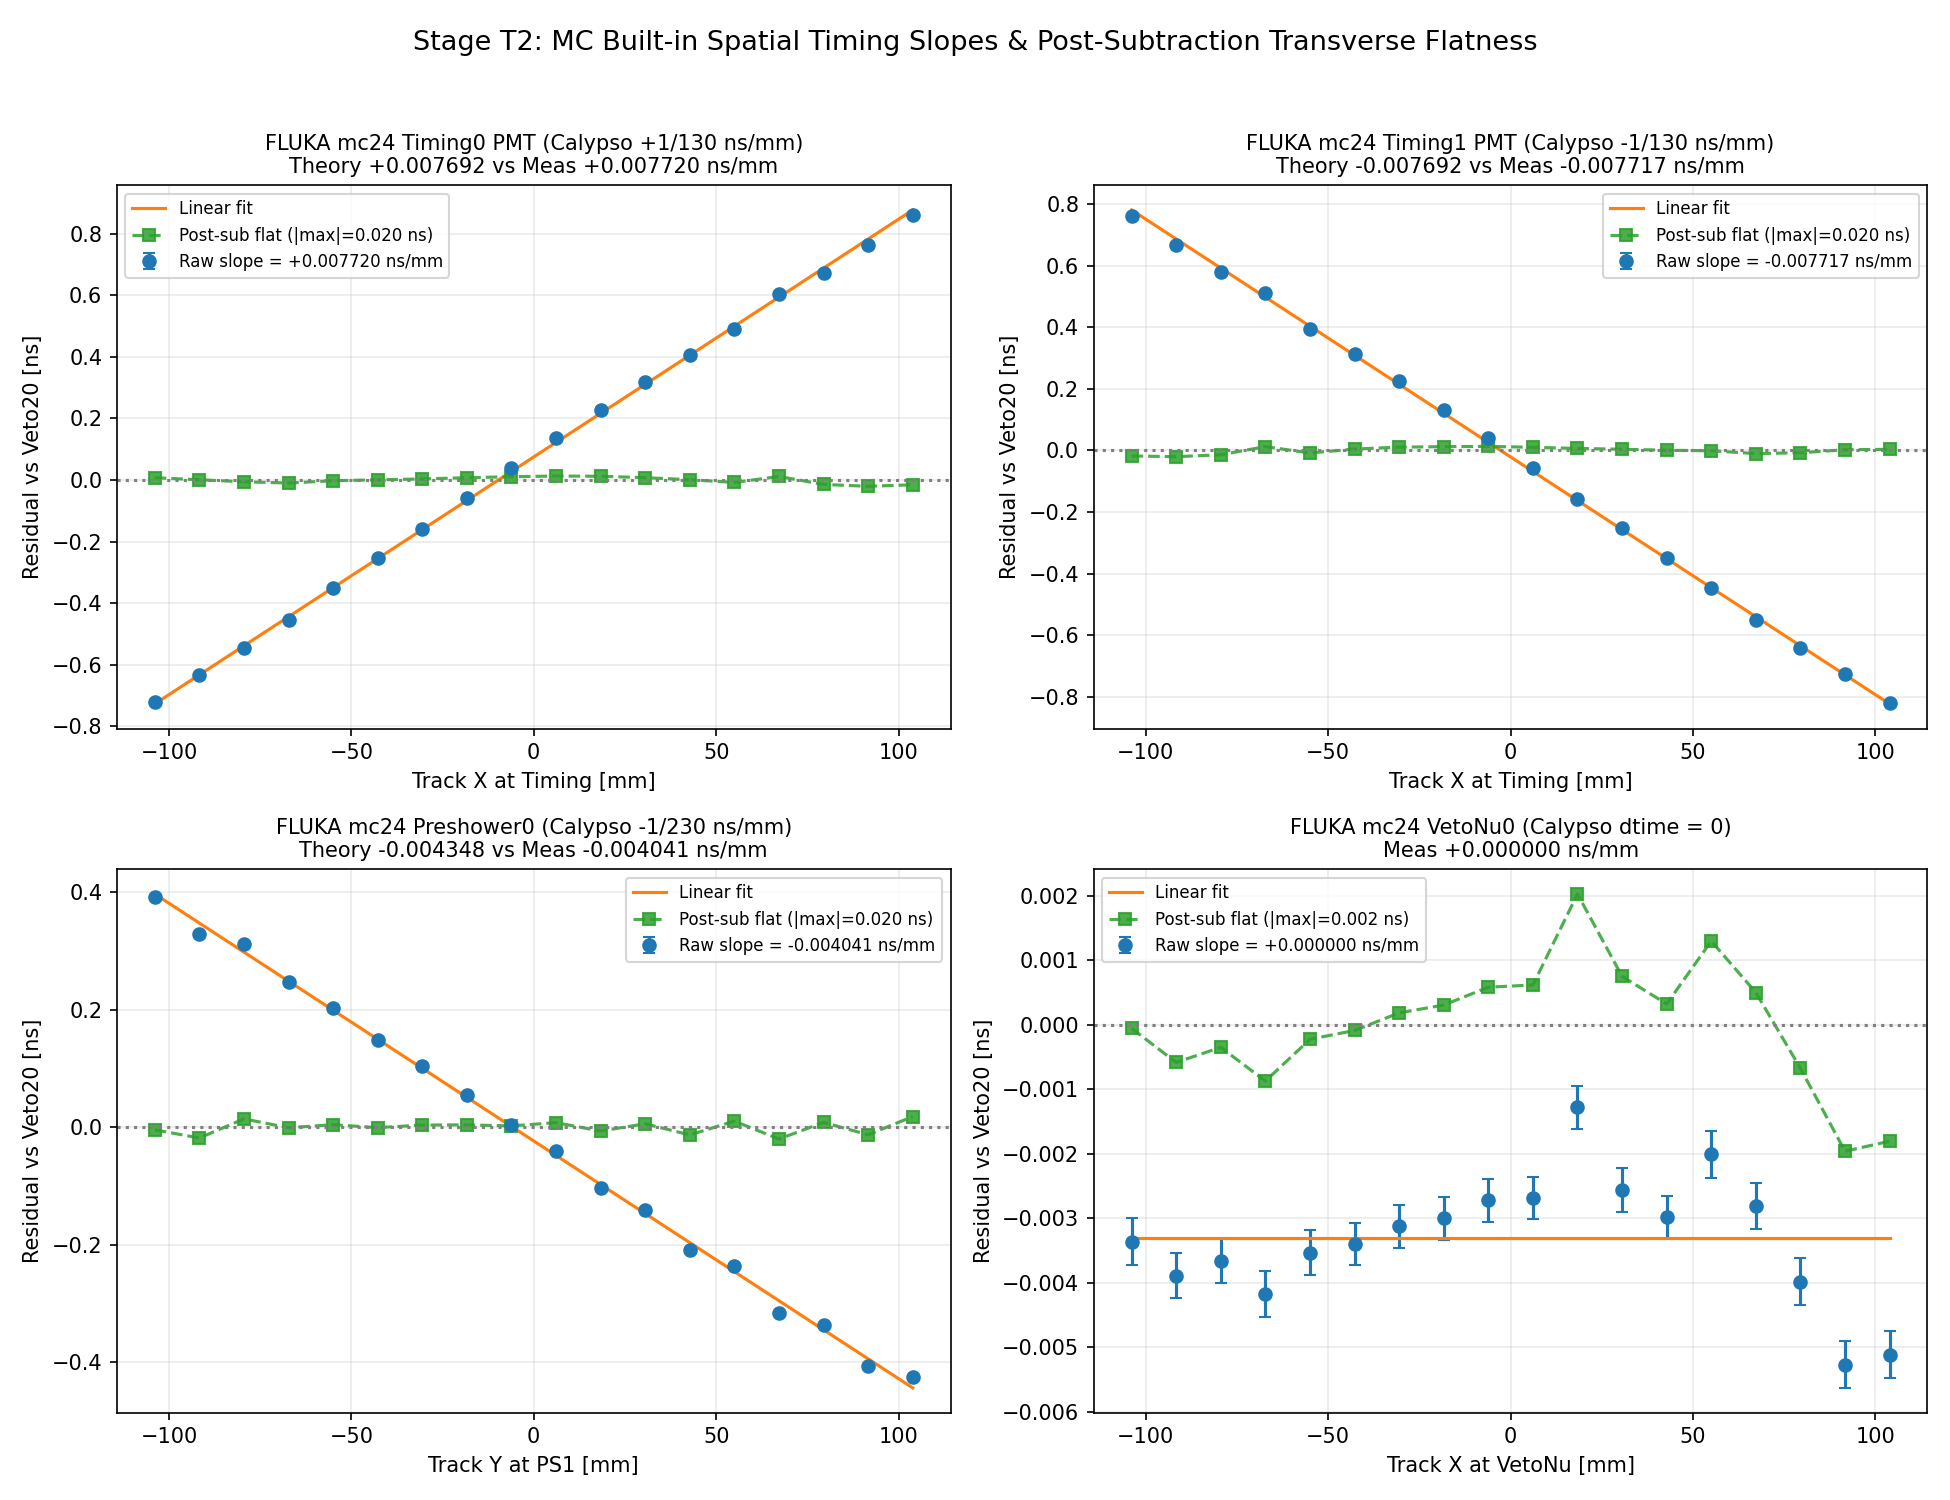 Stage T2: MC Built-in Spatial Timing Slopes & Post-Subtraction Transverse Flatness
FLUKA mc24 Timing0 PMT (Calypso +1/130 ns/mm)
Theory +0.007692 vs Meas +0.007720 ns/mm
Linear fit
Post-sub flat (|max|=0.020 ns)
Raw slope = +0.007720 ns/mm
Residual vs Veto20 [ns]
0.8
0.6
0.4
0.2
0.0
−0.2
−0.4
−0.6
−0.8
−100
−50
0
50
100
Track X at Timing [mm]
FLUKA mc24 Timing1 PMT (Calypso -1/130 ns/mm)
Theory -0.007692 vs Meas -0.007717 ns/mm
Linear fit
Post-sub flat (|max|=0.020 ns)
Raw slope = -0.007717 ns/mm
Residual vs Veto20 [ns]
0.8
0.6
0.4
0.2
0.0
−0.2
−0.4
−0.6
−0.8
−100
−50
0
50
100
Track X at Timing [mm]
FLUKA mc24 Preshower0 (Calypso -1/230 ns/mm)
Theory -0.004348 vs Meas -0.004041 ns/mm
Linear fit
Post-sub flat (|max|=0.020 ns)
Raw slope = -0.004041 ns/mm
Residual vs Veto20 [ns]
0.4
0.2
0.0
−0.2
−0.4
−100
−50
0
50
100
Track Y at PS1 [mm]
FLUKA mc24 VetoNu0 (Calypso dtime = 0)
Meas +0.000000 ns/mm
Linear fit
Post-sub flat (|max|=0.002 ns)
Raw slope = +0.000000 ns/mm
Residual vs Veto20 [ns]
0.002
0.001
0.000
−0.001
−0.002
−0.003
−0.004
−0.005
−0.006
−100
−50
0
50
100
Track X at VetoNu [mm]